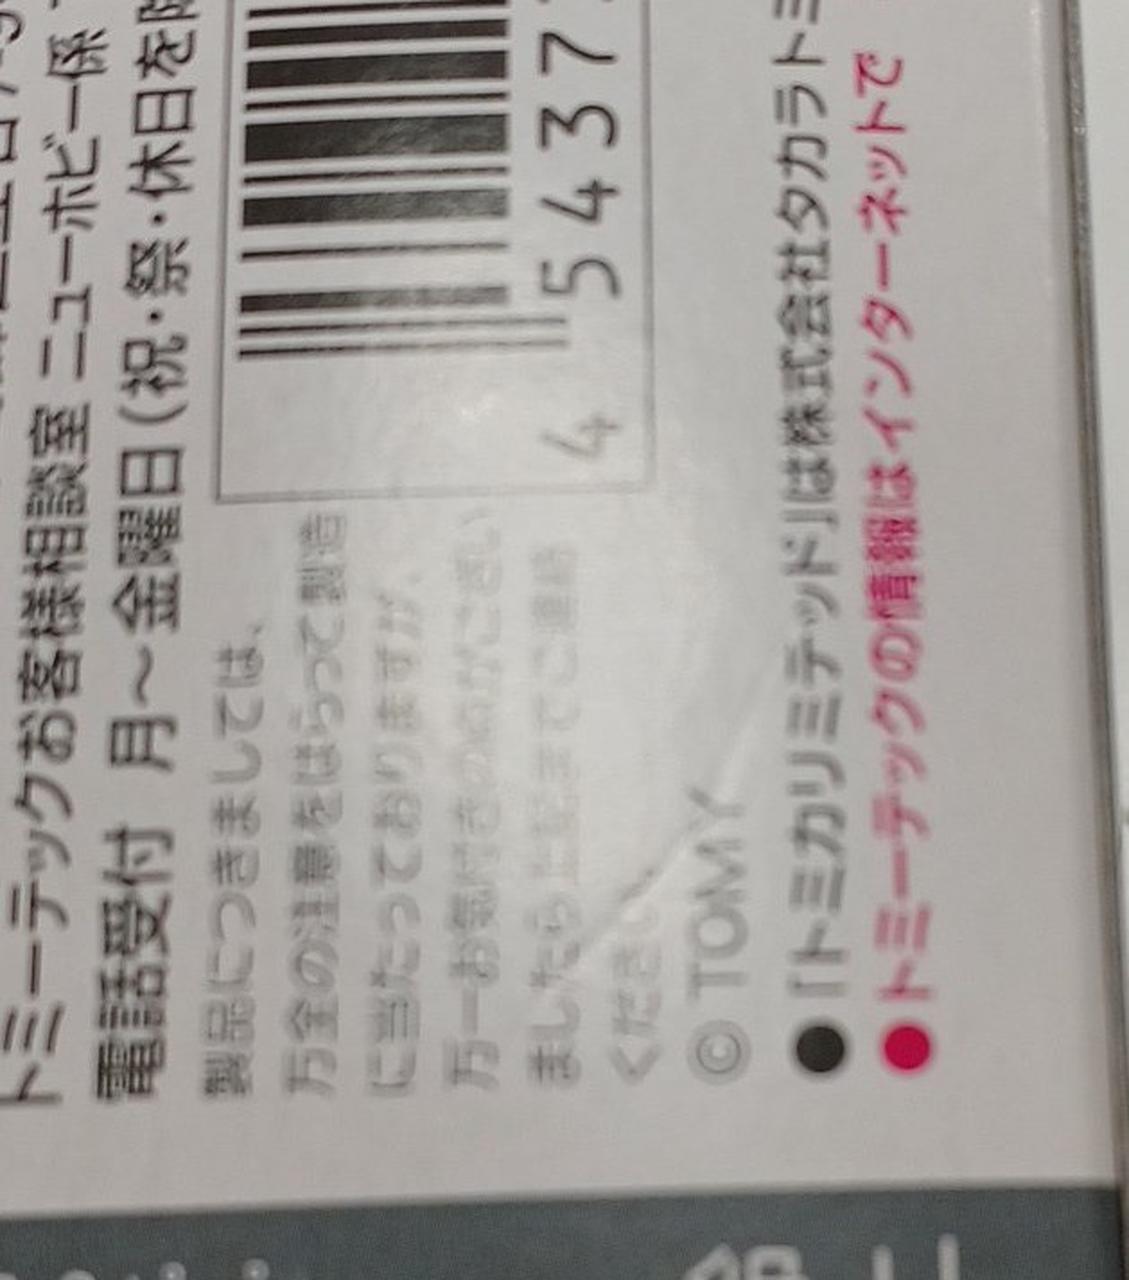 トミーテックお客様相談室 ニューホビー係
電話受付 月〜金曜日(祝・祭・休日を除
製品につきましては、
万全の注意をはらって製造
に当たっておりますが、
万一お気付きの点がござい
ましたら上記までご連絡
ください
4 5437
© TOMY
●「トミカリミテッド」は株式会社タカラトミ
●トミーテックの情報はインターネットで